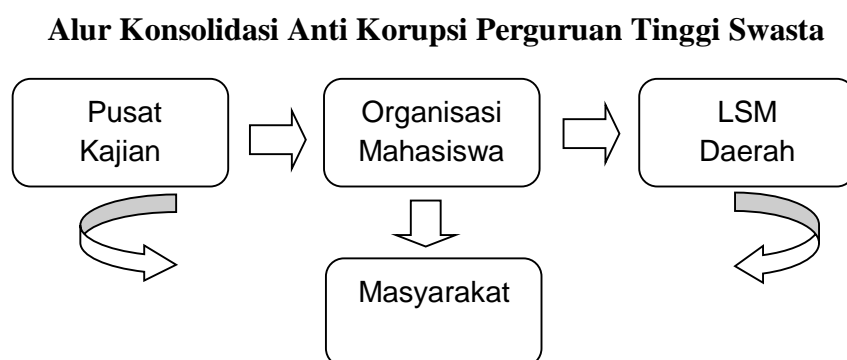 Alur Konsolidasi Anti Korupsi Perguruan Tinggi Swasta
Pusat
Kajian
Organisasi
Mahasiswa
LSM
Daerah
Masyarakat